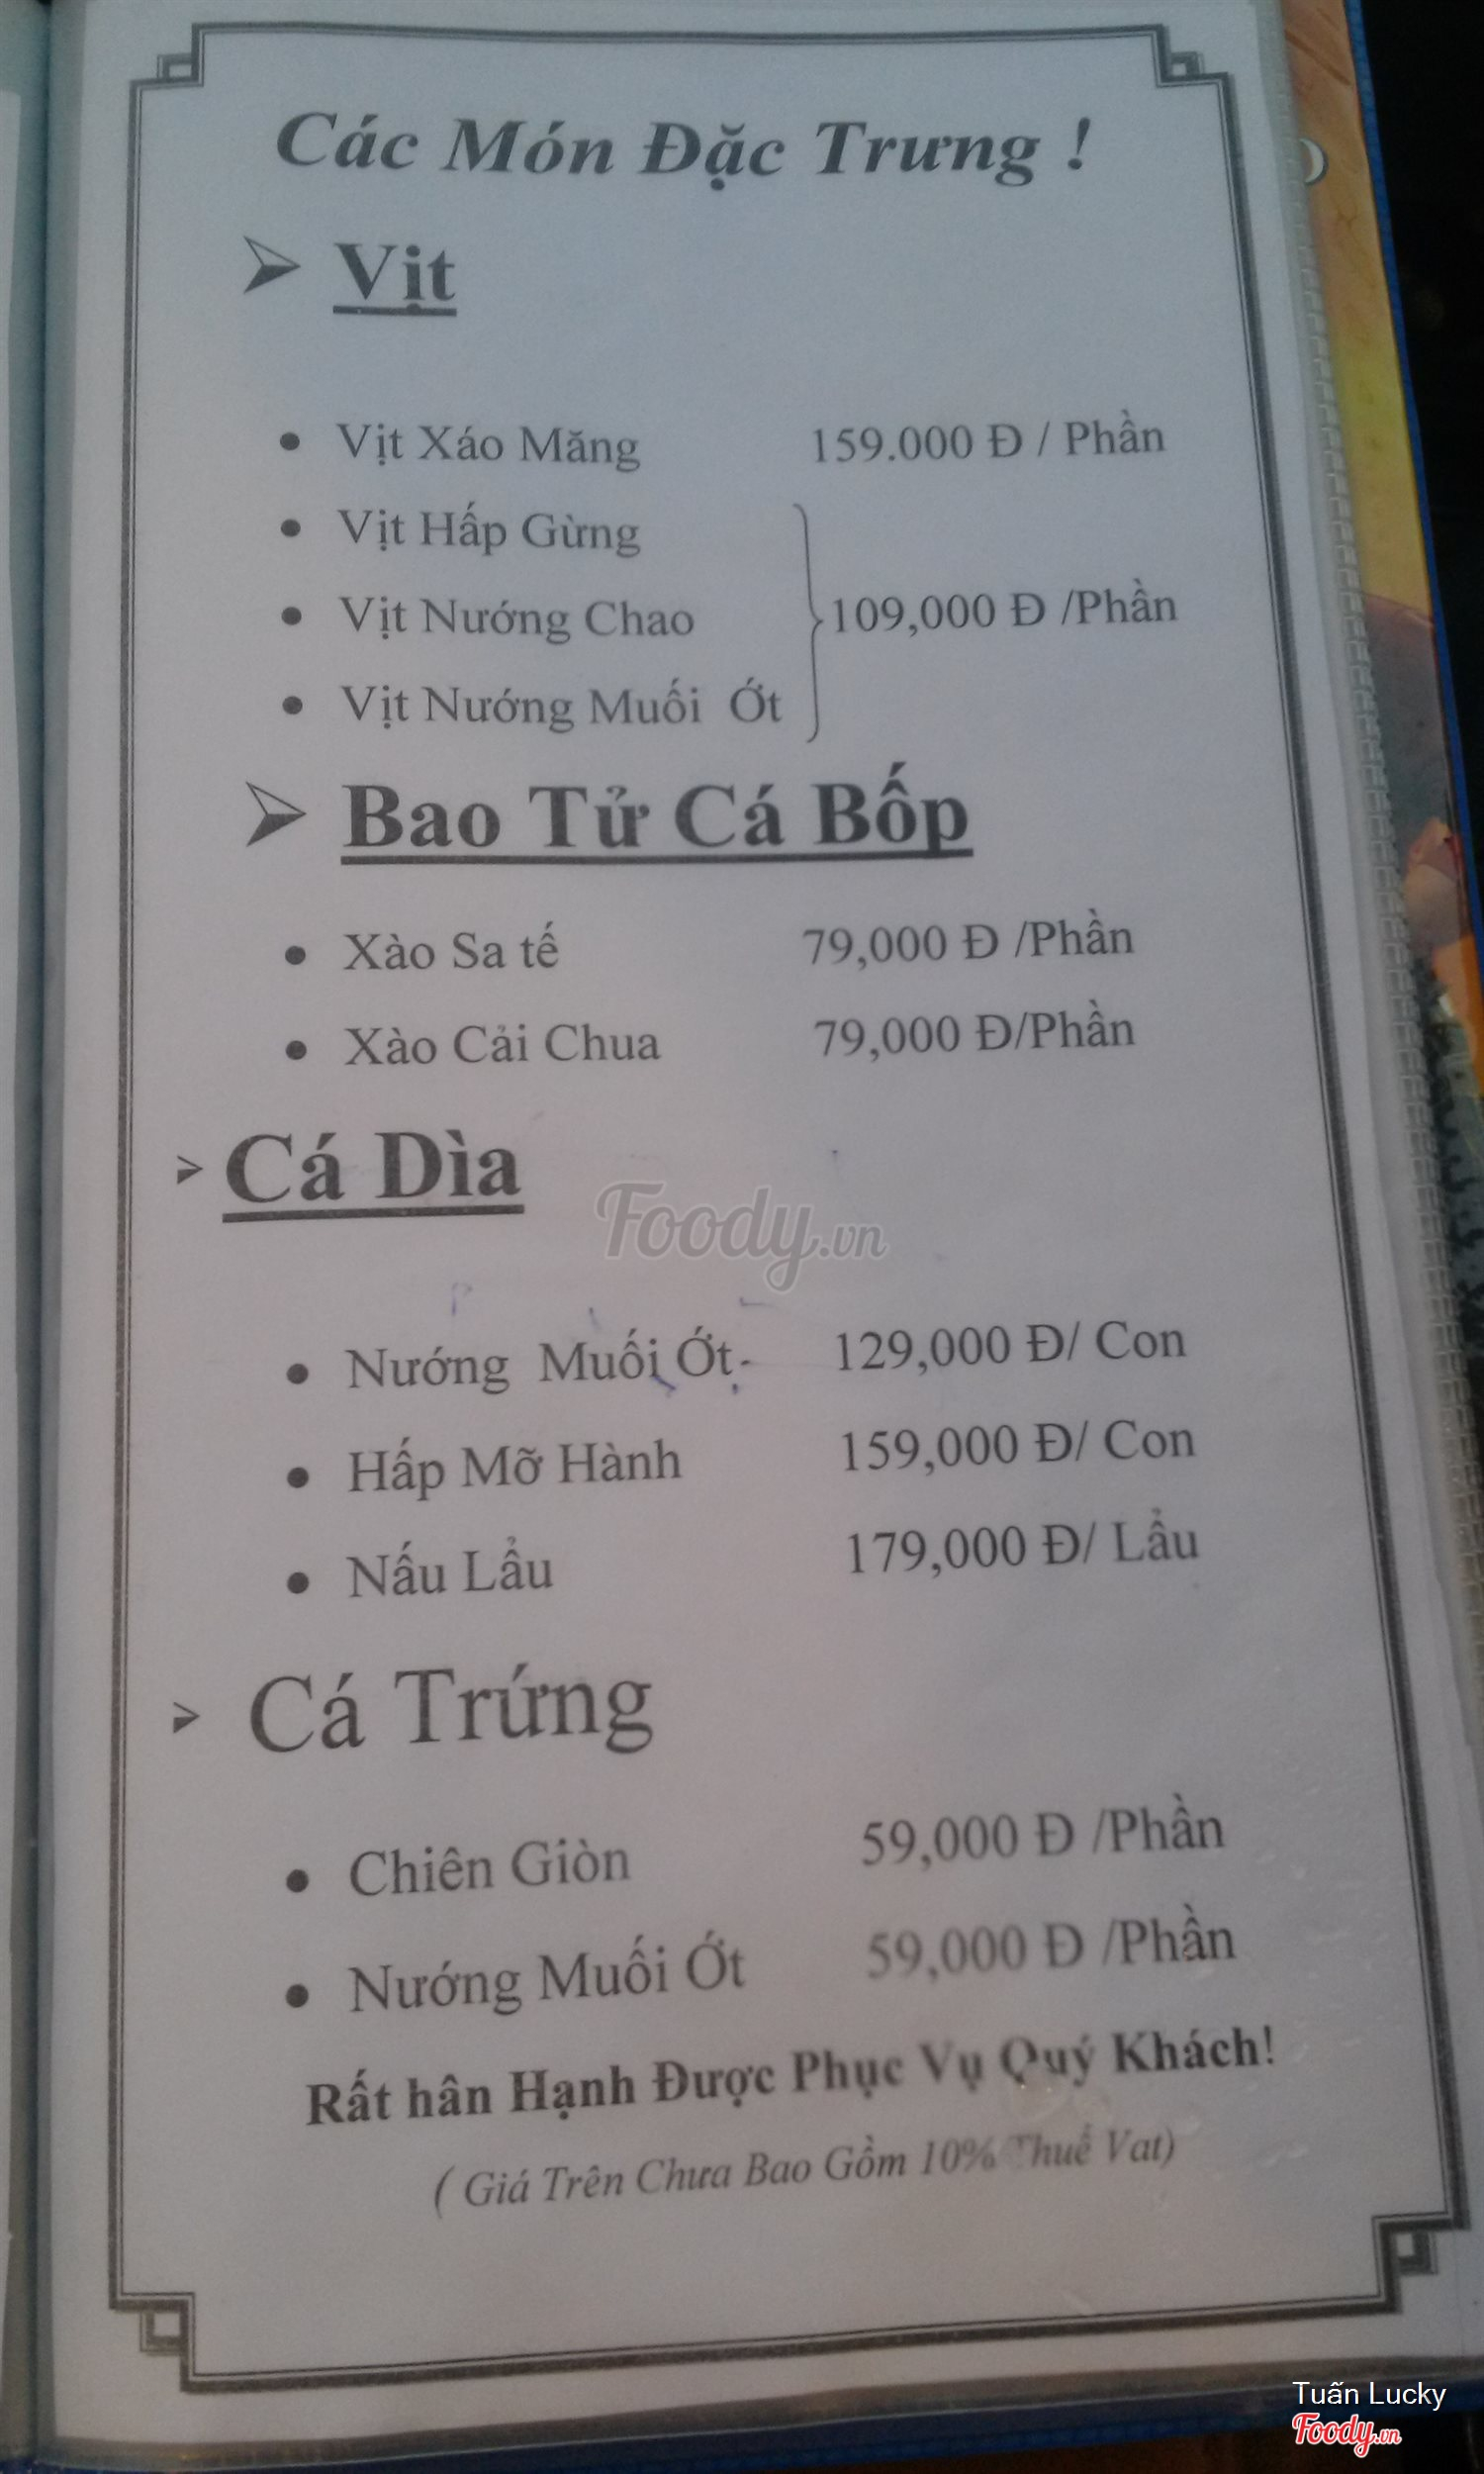 Các Món Đặc Trưng !
➢ Vịt
• Vịt Xáo Măng 159.000 Đ / Phần
• Vịt Hấp Gừng
• Vịt Nướng Chao 109,000 Đ /Phần
• Vịt Nướng Muối Ớt
➢ Bao Tử Cá Bốp
• Xào Sa tế 79,000 Đ /Phần
• Xào Cải Chua 79,000 Đ/Phần
➢ Cá Dìa
Foody.vn
• Nướng Muối Ớt 129,000 Đ/ Con
• Hấp Mỡ Hành 159,000 Đ/ Con
• Nấu Lẩu 179,000 Đ/ Lẩu
➢ Cá Trứng
• Chiên Giòn 59,000 Đ /Phần
• Nướng Muối Ớt 59,000 Đ /Phần
Rất hân Hạnh Được Phục Vụ Quý Khách!
( Giá Trên Chưa Bao Gồm 10% Thuế Vat)
Tuấn Lucky
Foody.vn